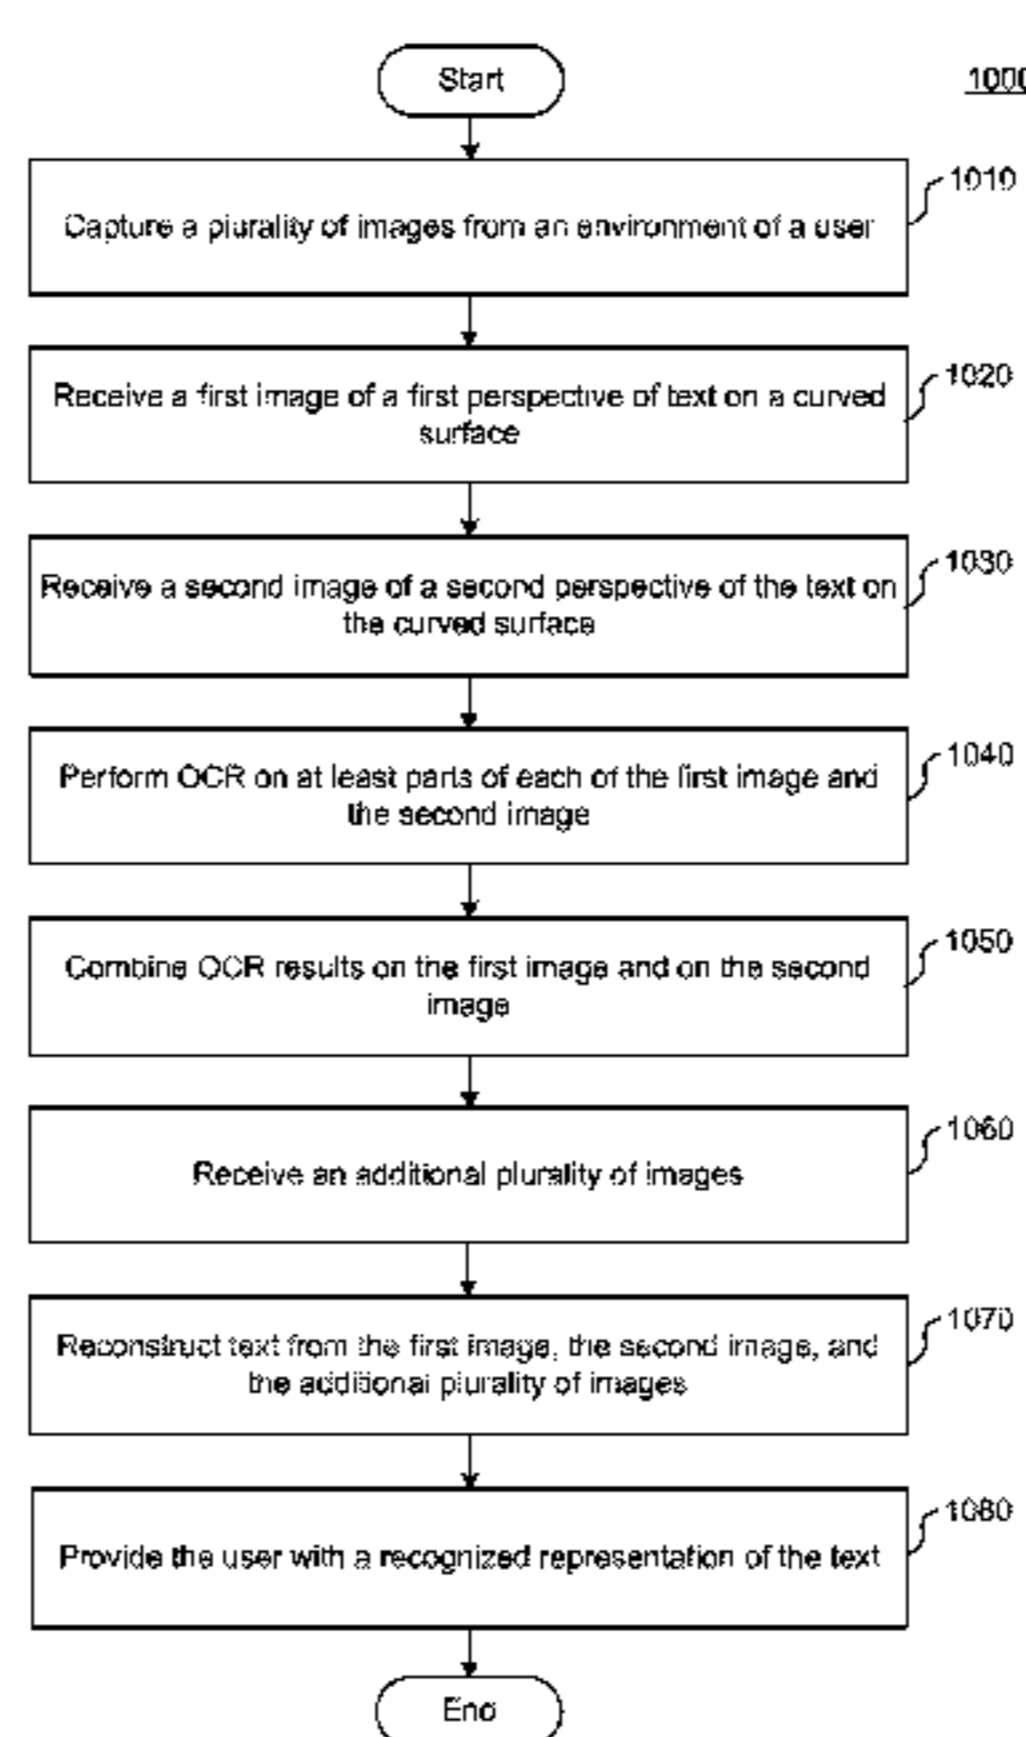 Start
1000
1010
Capture a plurality of images from an environment of a user
1020
Receive a first image of a first perspective of text on a curved
surface
1030
Receive a second image of a second perspective of the text on
the curved surface
1040
Perform OCR on at least parts of each of the first image and
the second image
1050
Combine OCR results on the first image and on the second
image
1060
Receive an additional plurality of images
1070
Reconstruct text from the first image, the second image, and
the additional plurality of images
1080
Provide the user with a recognized representation of the text
End